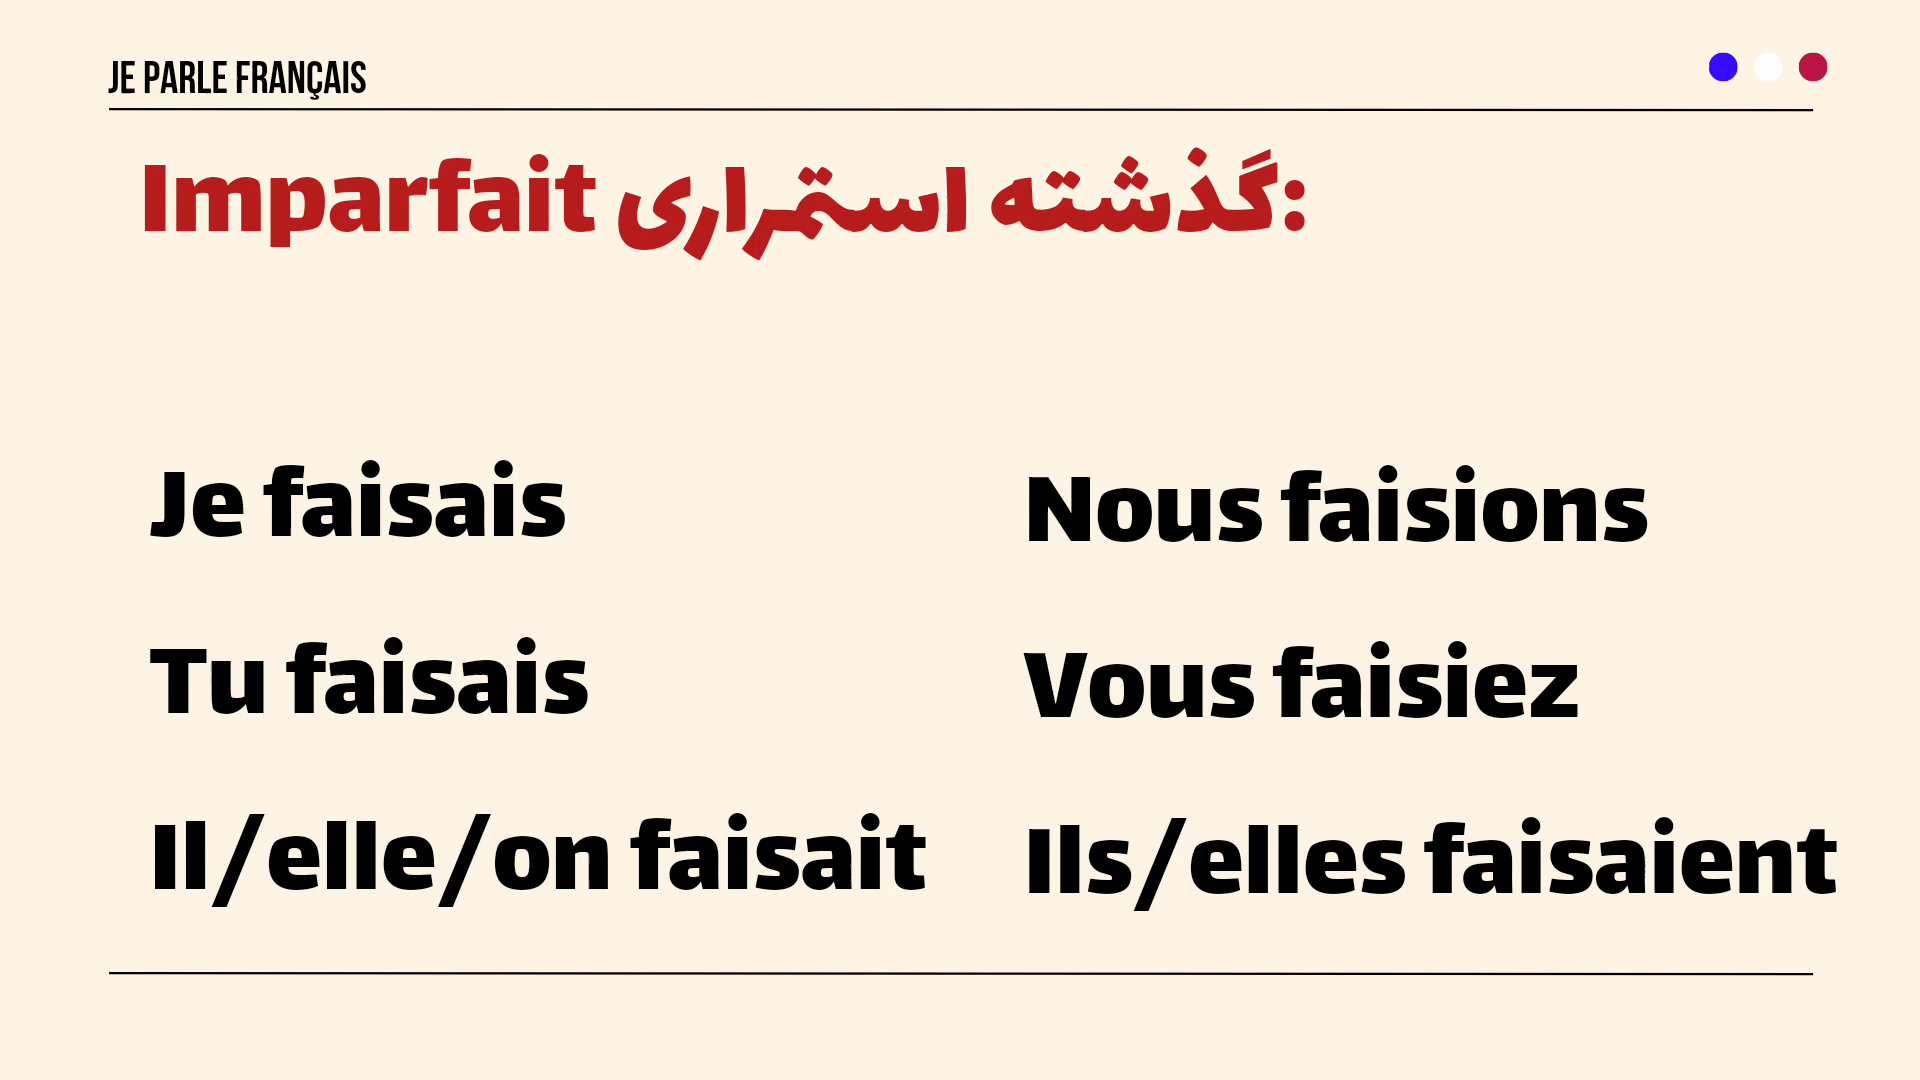 JE PARLE FRANÇAIS
Imparfait گذشته استمراری:
Je faisais
Tu faisais
Il/elle/on faisait
Nous faisions
Vous faisiez
Ils/elles faisaient